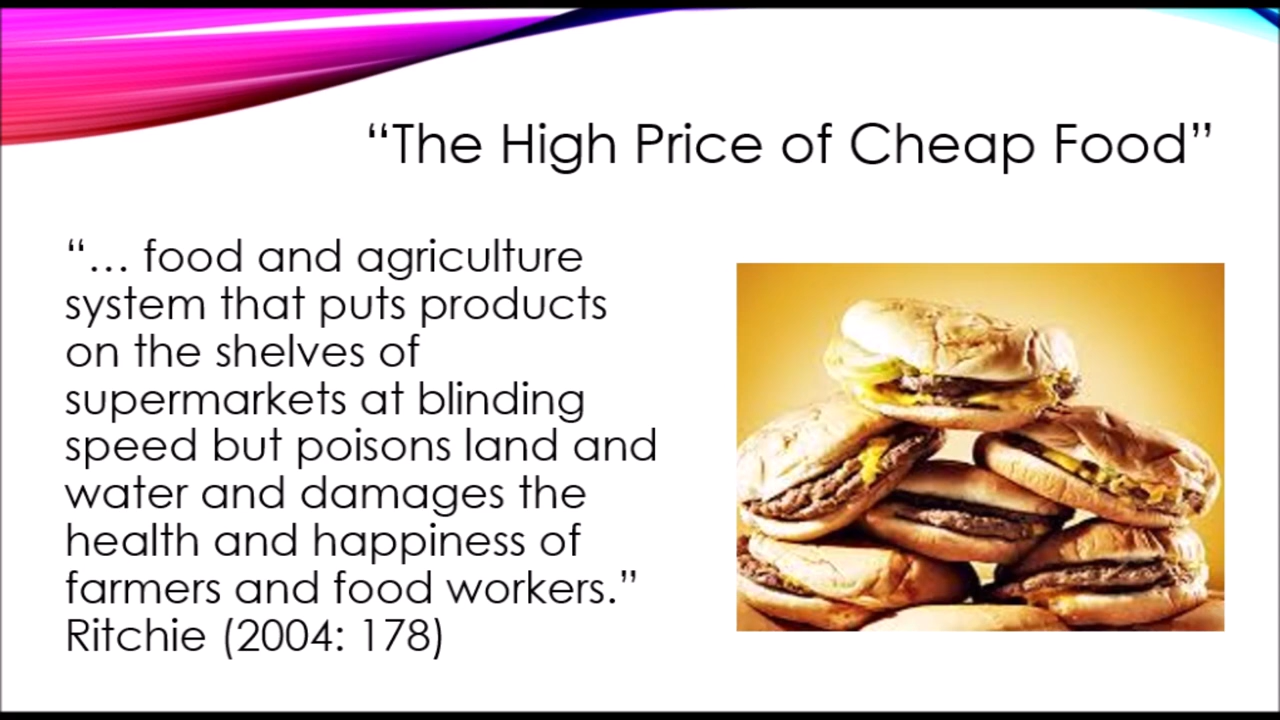 “The High Price of Cheap Food”
“… food and agriculture
system that puts products
on the shelves of
supermarkets at blinding
speed but poisons land and
water and damages the
health and happiness of
farmers and food workers.”
Ritchie (2004: 178)